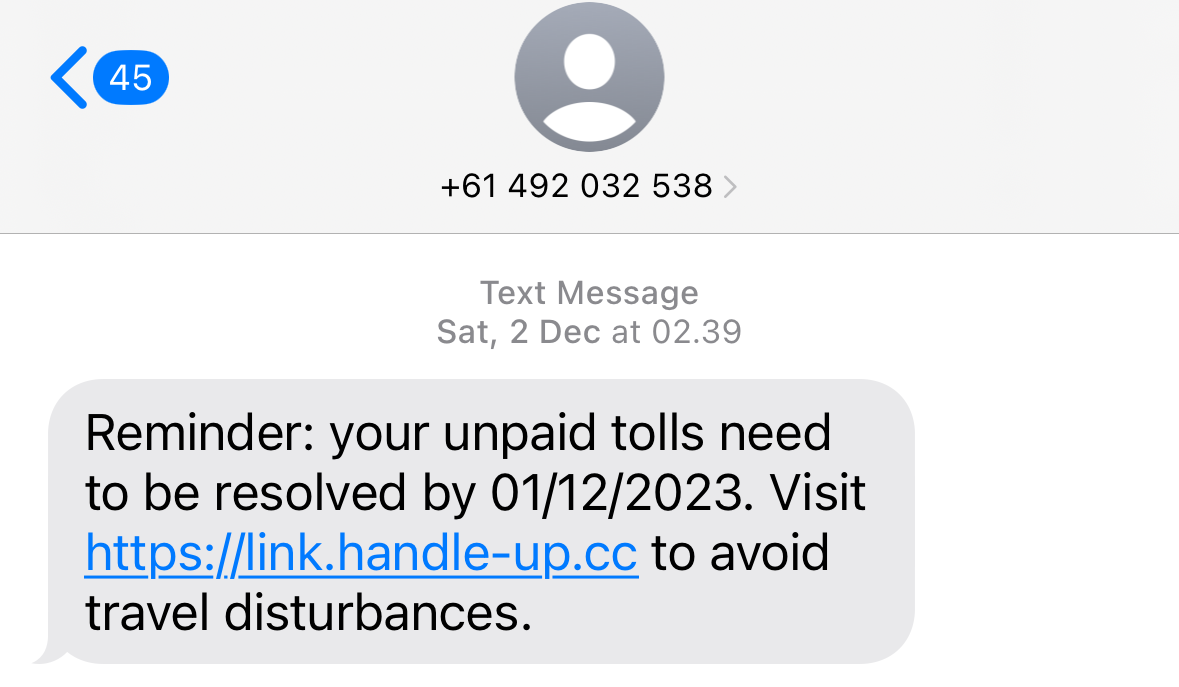 45
+61 492 032 538
Text Message
Sat, 2 Dec at 02.39
Reminder: your unpaid tolls need
to be resolved by 01/12/2023. Visit
https://link.handle-up.cc to avoid
travel disturbances.